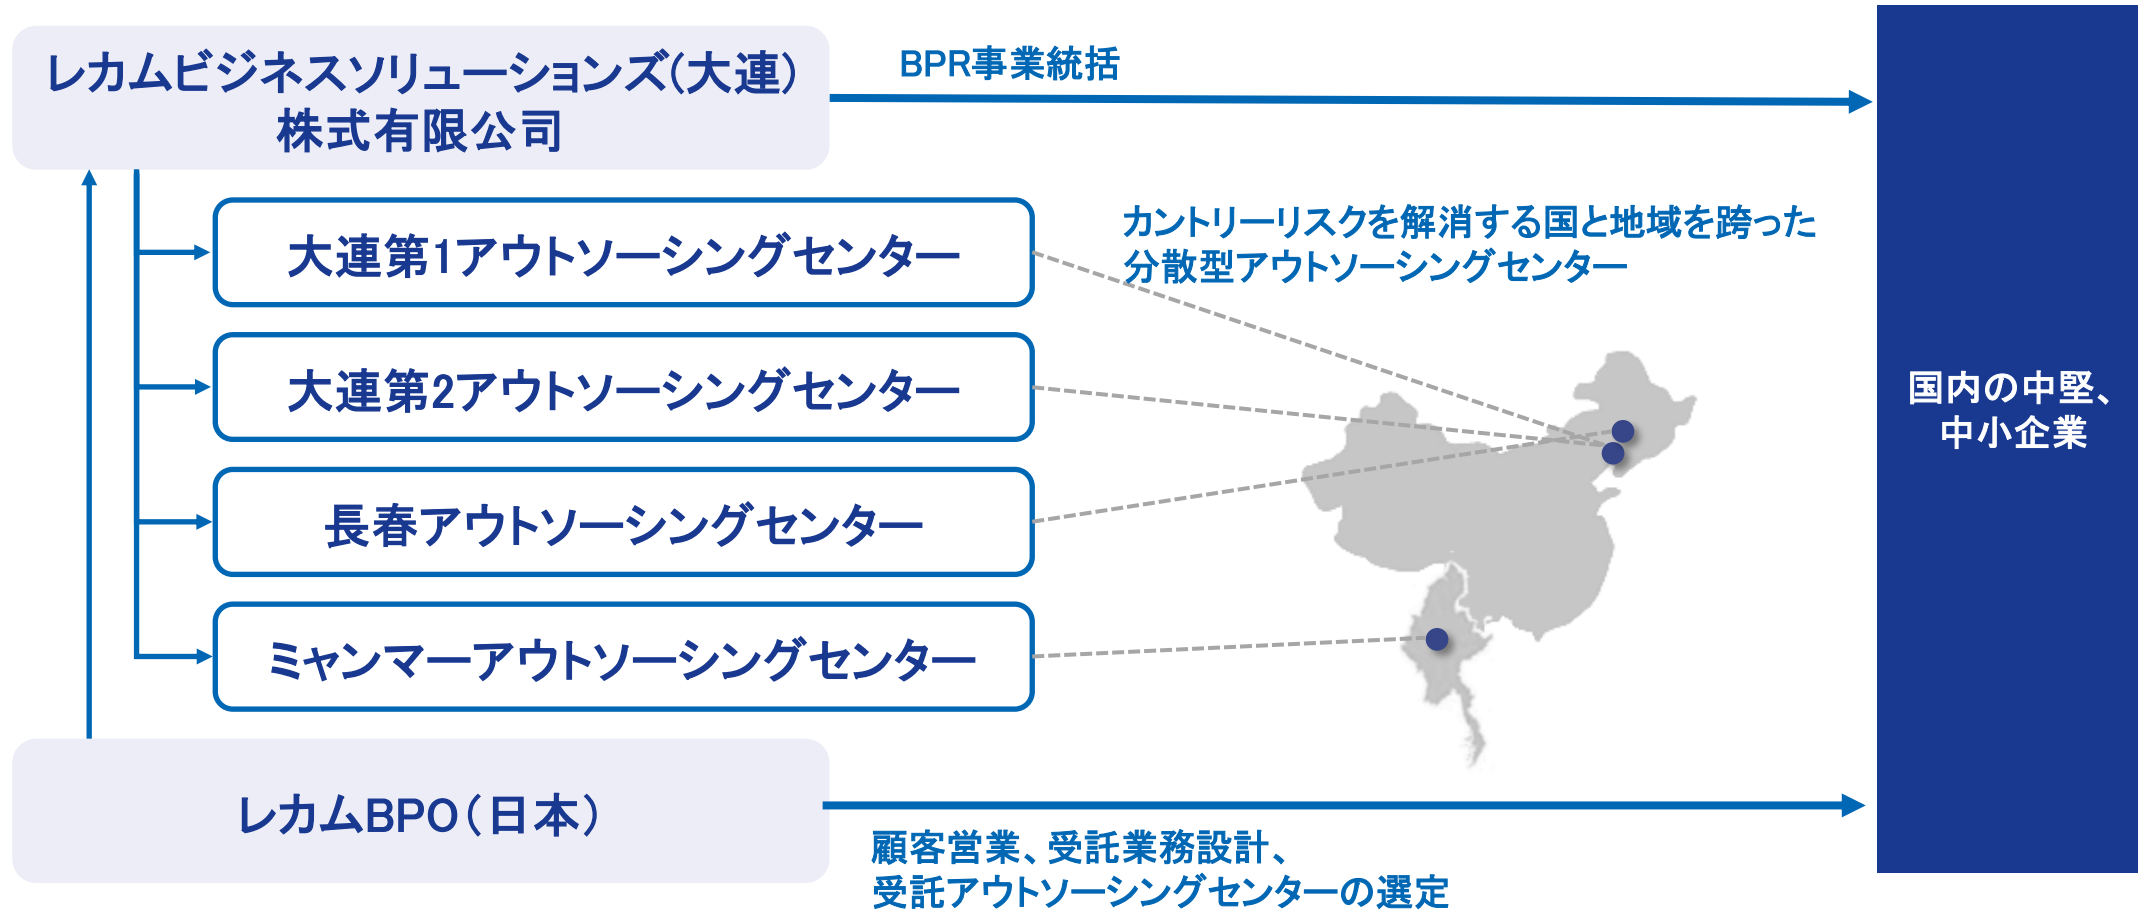 レカムビジネスソリューションズ(大連)
株式有限公司
BPR事業統括
大連第1アウトソーシングセンター
カントリーリスクを解消する国と地域を跨った
分散型アウトソーシングセンター
大連第2アウトソーシングセンター
国内の中堅、
中小企業
長春アウトソーシングセンター
ミャンマーアウトソーシングセンター
レカムBPO(日本)
顧客営業、受託業務設計、
受託アウトソーシングセンターの選定